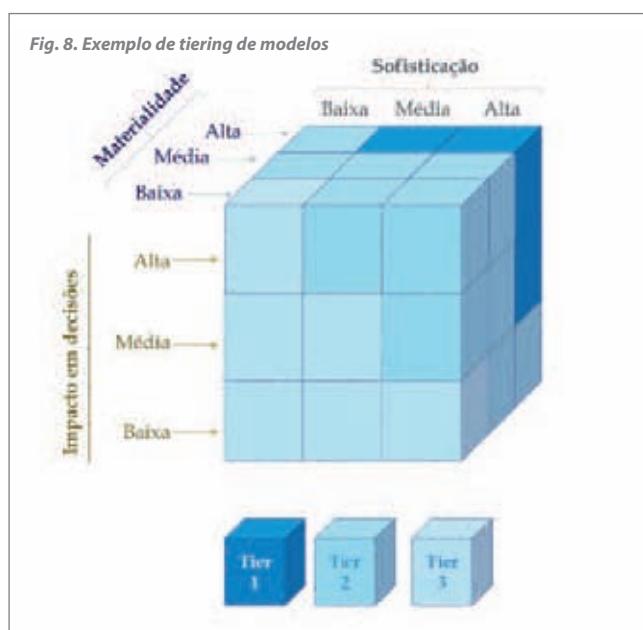 Fig. 8. Exemplo de tiering de modelos
Sofisticação
Baixa Média Alta
Materialidade
Alta
Média
Baixa
Impacto em decisões
Alta
Média
Baixa
Tier 1
Tier 2
Tier 3